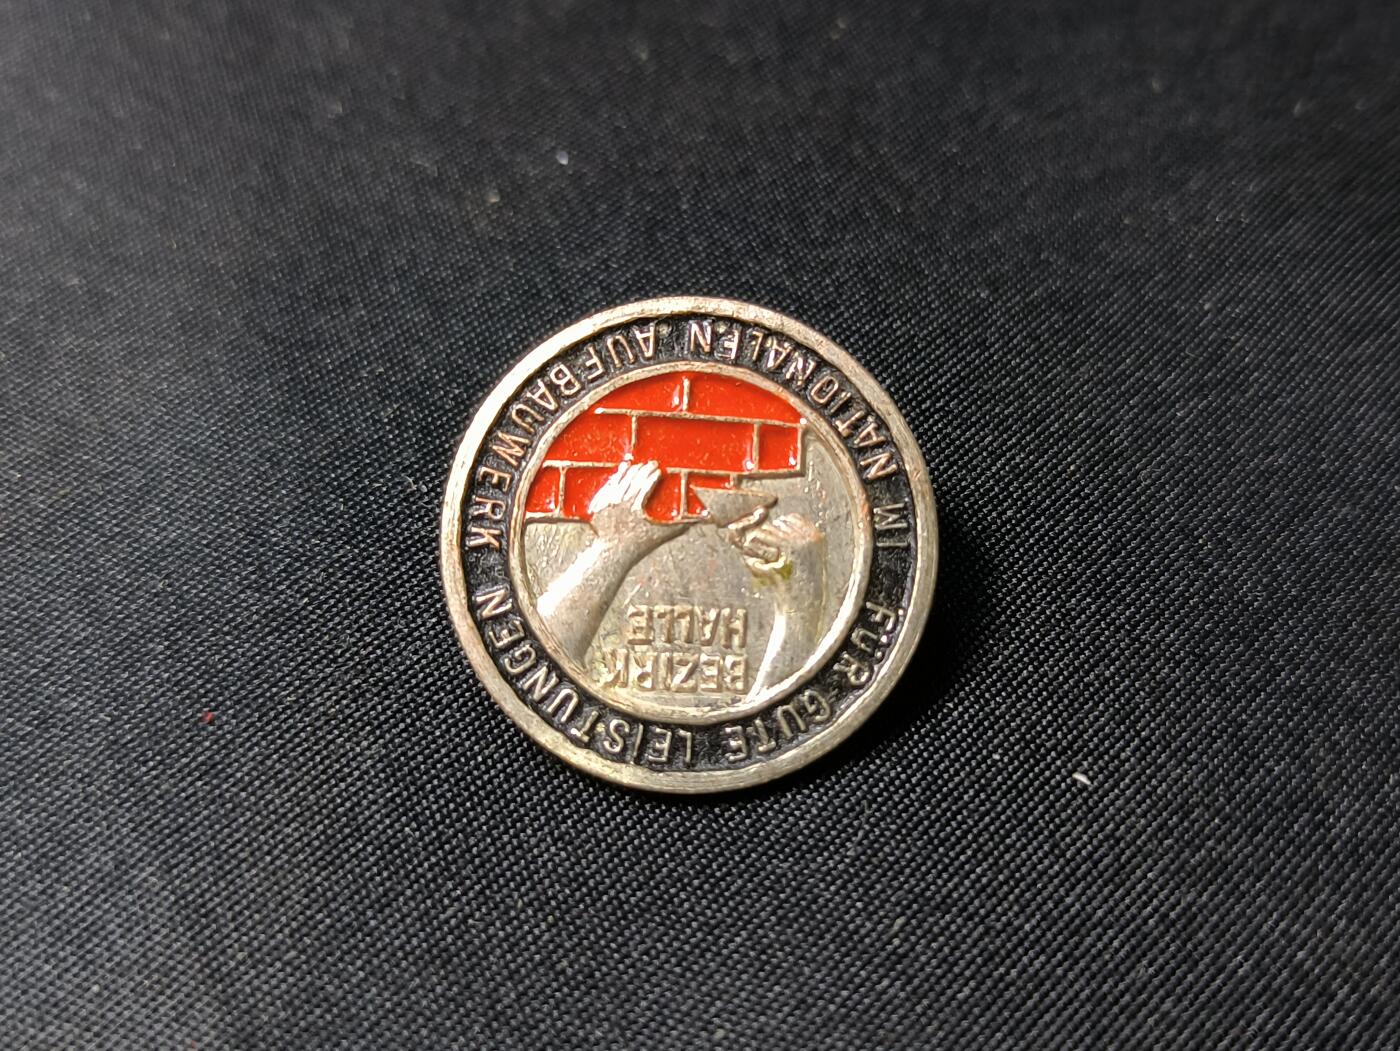 FÜR GUTE LEISTUNGEN
IM NATIONALEN AUFBAUWERK
BEZIRK
HALLE